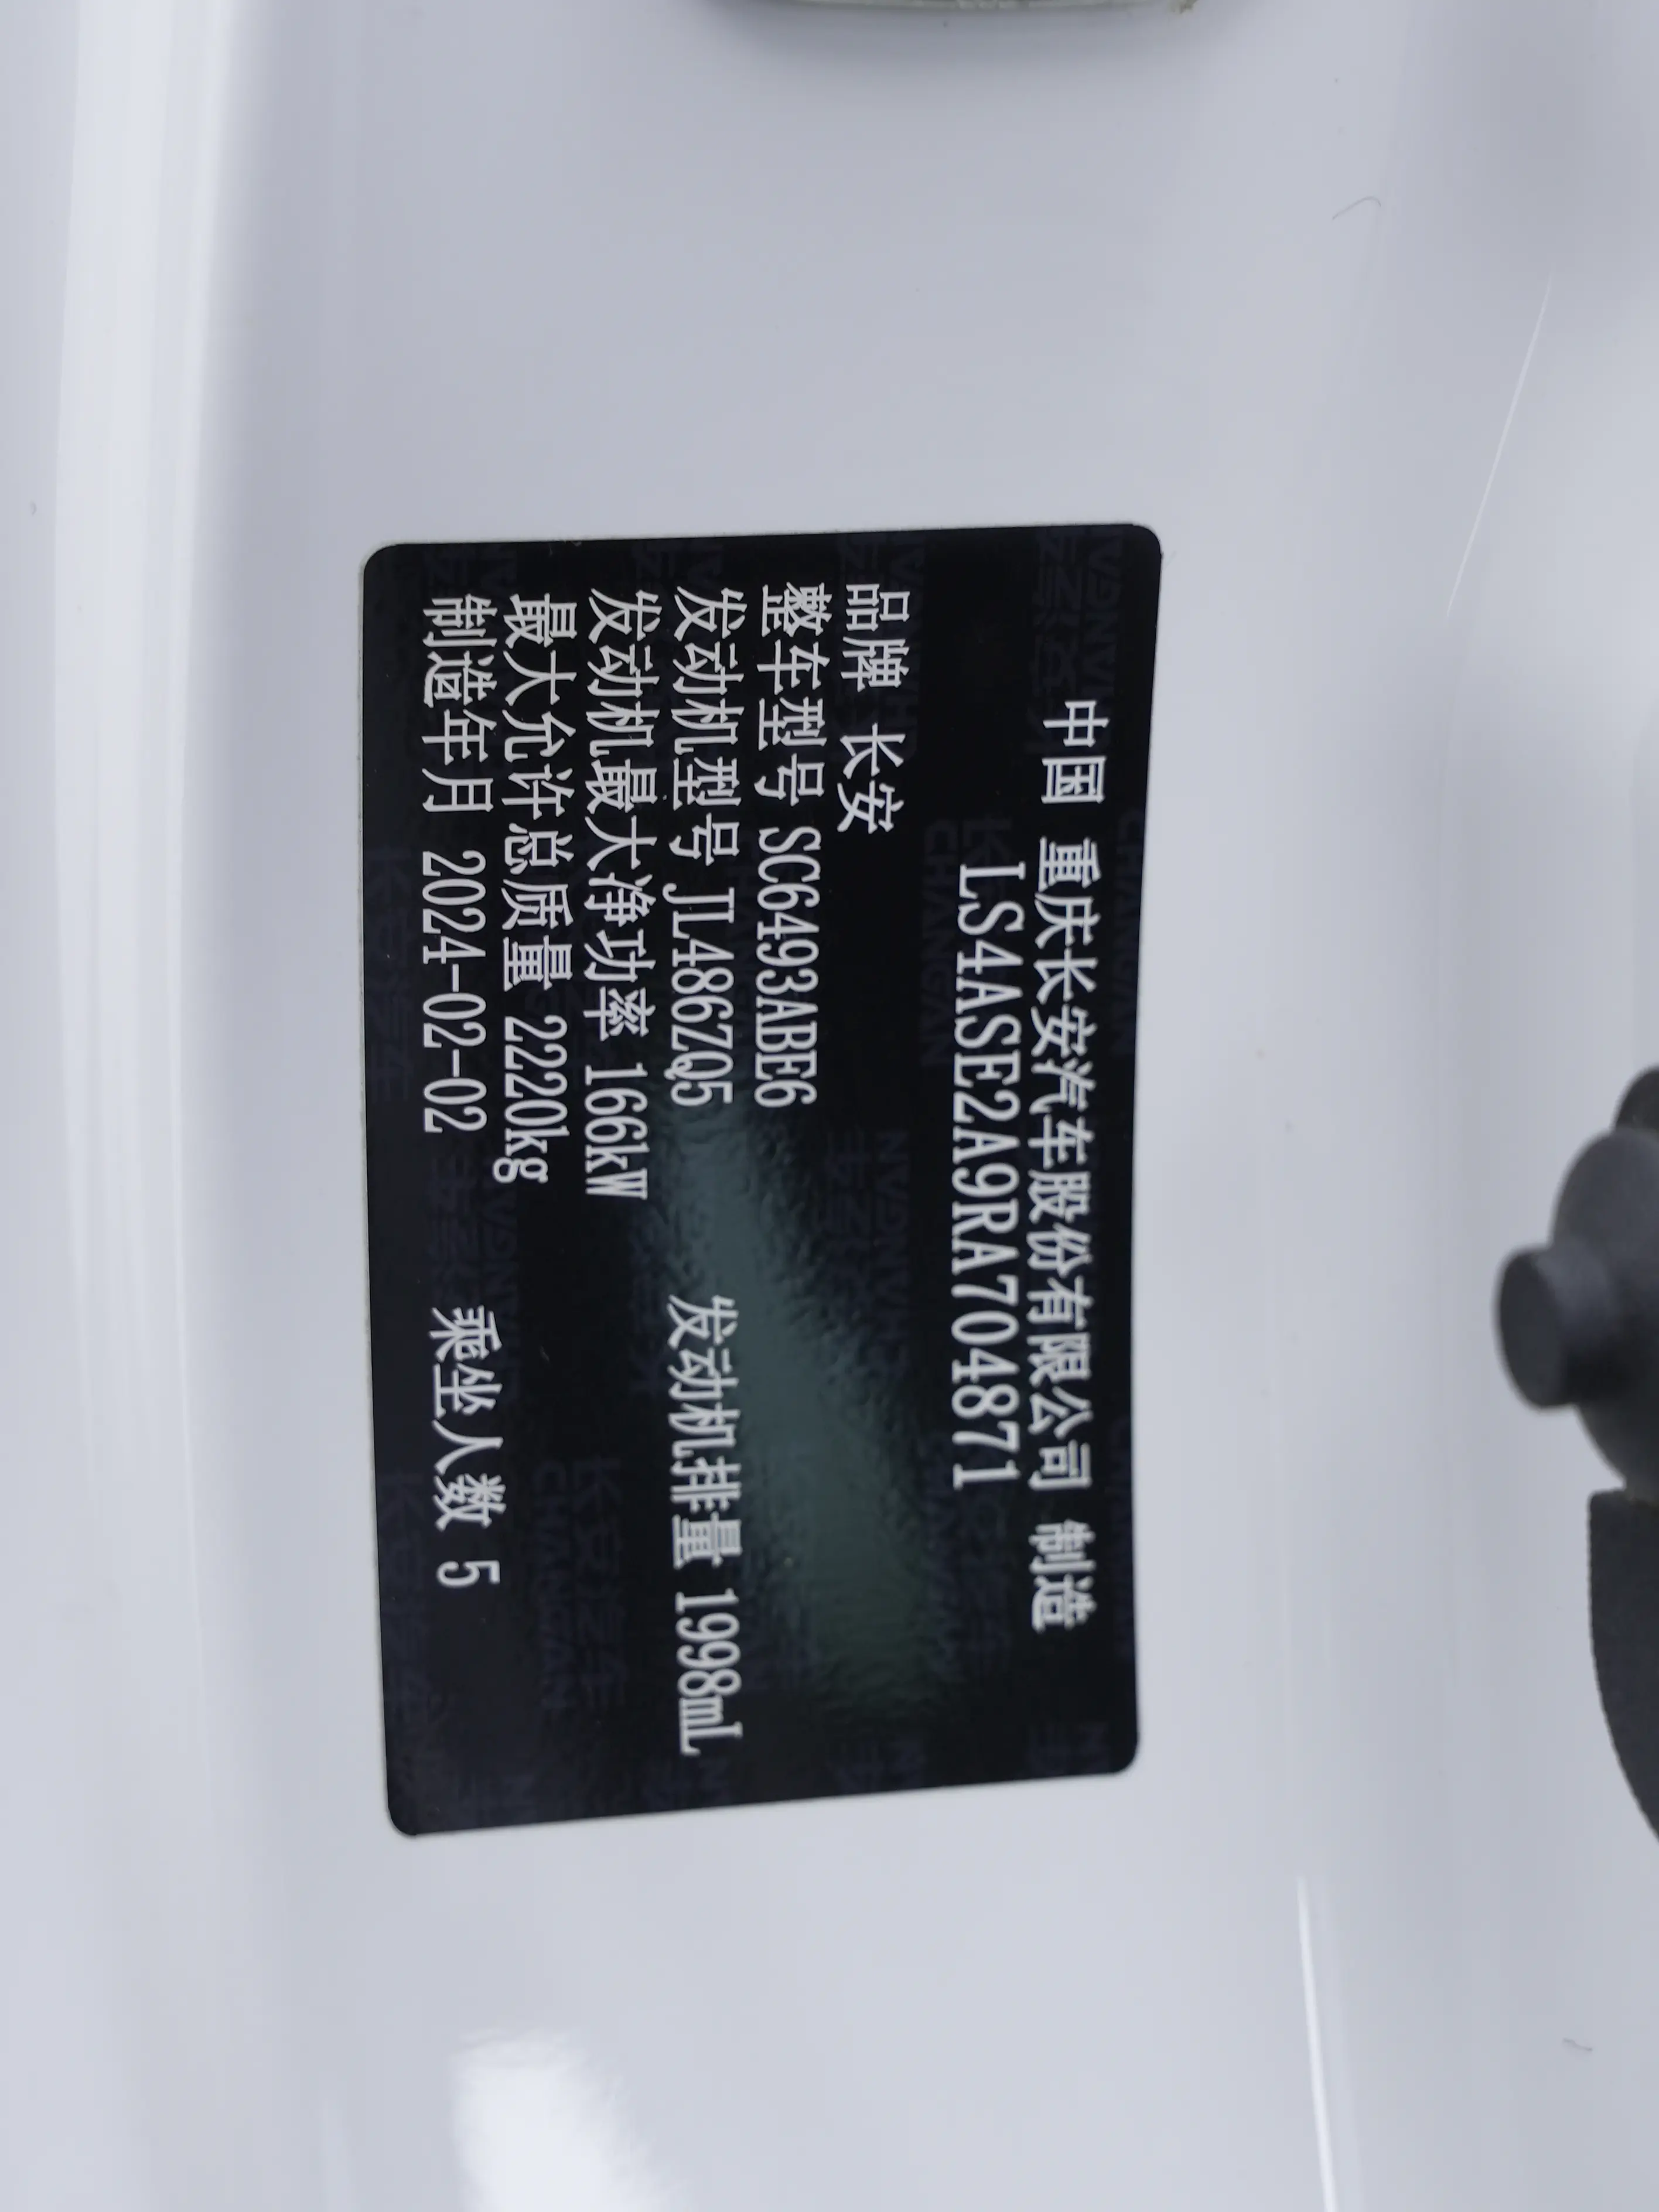 中国 重庆长安汽车股份有限公司 制造
LS4ASE2A9RA704871
品牌 长安
整车型号 SC6493ABE6
发动机型号 JL486ZQ5 发动机排量 1998mL
发动机最大净功率 166kW
最大允许总质量 2220kg
制造年月 2024-02-02 乘坐人数 5